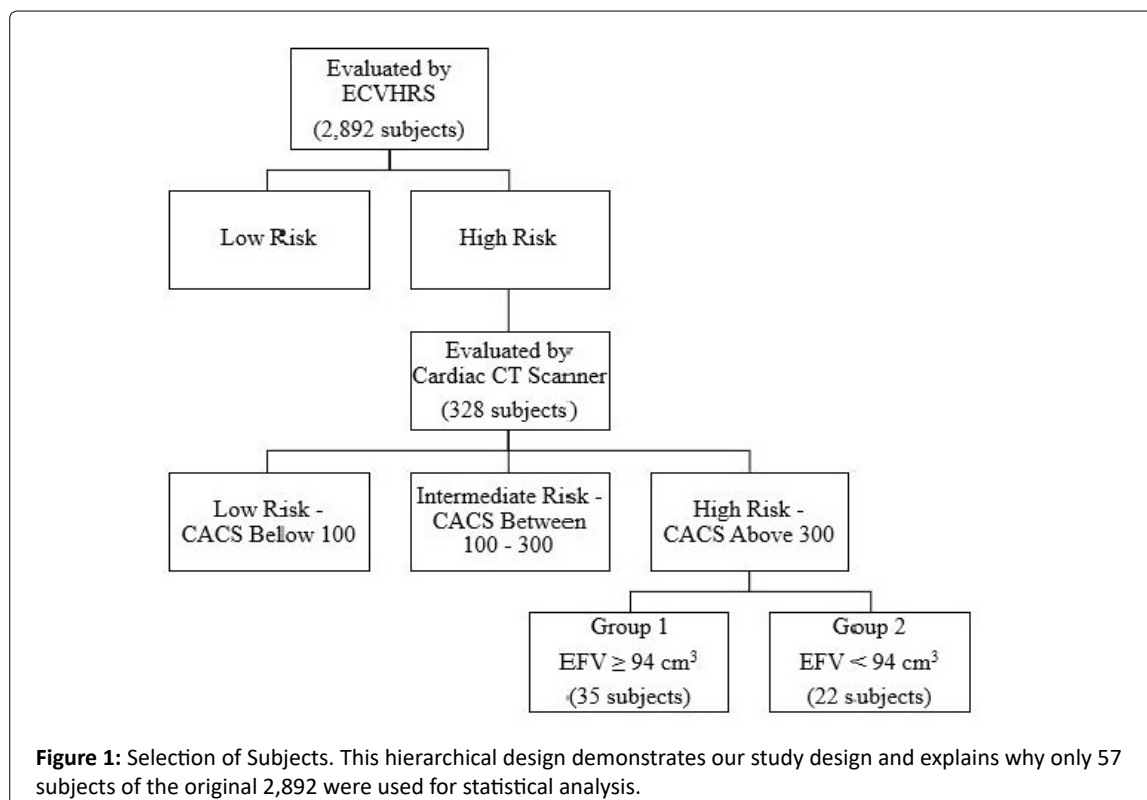 Evaluated by
ECVHRS
(2,892 subjects)
Low Risk
High Risk
Evaluated by
Cardiac CT Scanner
(328 subjects)
Low Risk -
CACS Below 100
Intermediate Risk -
CACS Between
100 - 300
High Risk -
CACS Above 300
Group 1
EFV ≥ 94 cm³
(35 subjects)
Group 2
EFV < 94 cm³
(22 subjects)
Figure 1: Selection of Subjects. This hierarchical design demonstrates our study design and explains why only 57
subjects of the original 2,892 were used for statistical analysis.